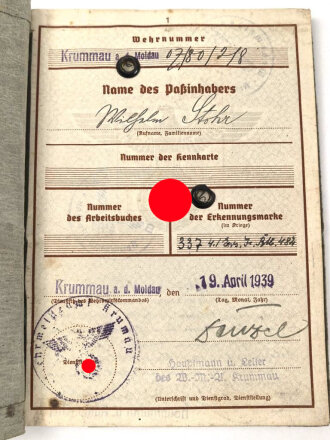 1
Wehrnummer
Krummau a. d. Moldau 07/80/2/8
Name des Paßinhabers
Wilhelm Stohr
(Rufname, Familienname)
Nummer der Kennkarte
Nummer
des Arbeitsbuches
Nummer
der Erkennungsmarke
(im Kriege)
337
Krummau a. d. Moldau, den 19. April 1939
(Tag, Monat, Jahr)
Hauptmann u. Leiter
des W.-M.-A. Krummau
(Unterschrift und Dienstgrad, Dienststellung)